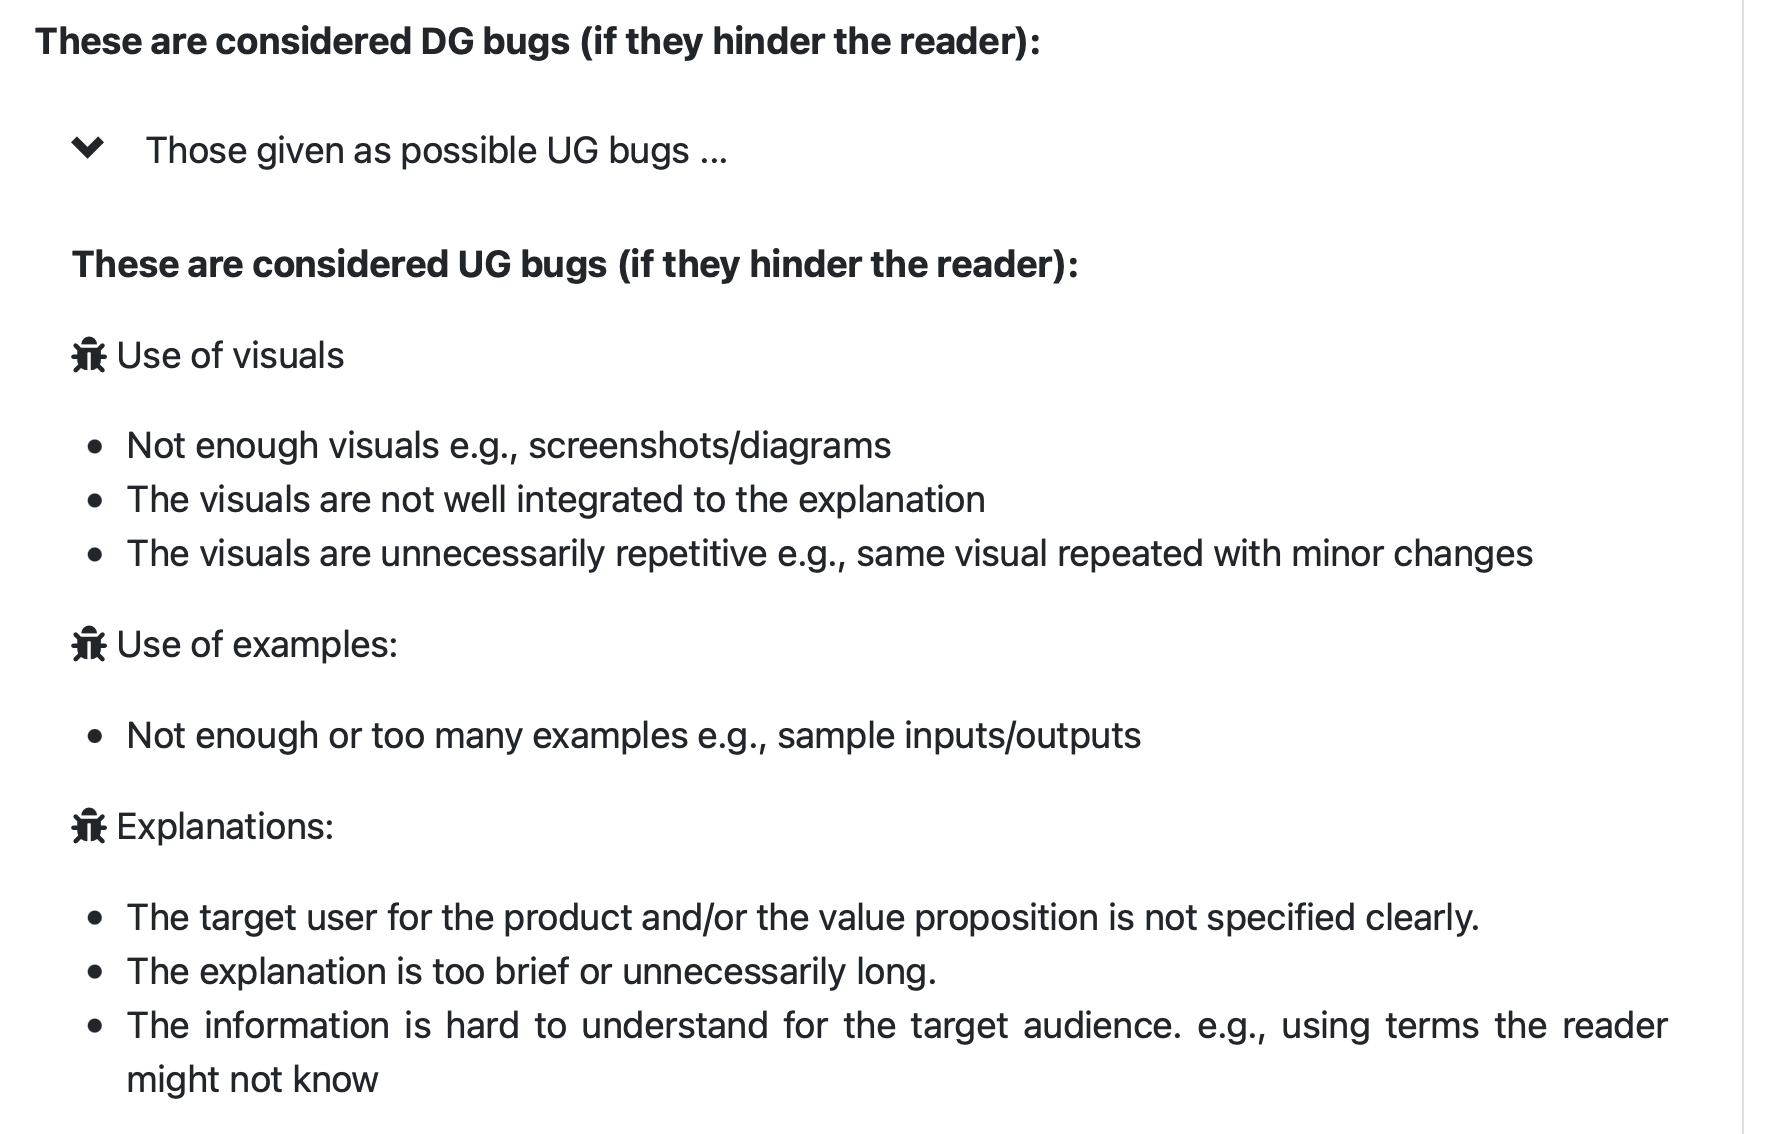 These are considered DG bugs (if they hinder the reader):
Those given as possible UG bugs ...
These are considered UG bugs (if they hinder the reader):
Use of visuals
• Not enough visuals e.g., screenshots/diagrams
• The visuals are not well integrated to the explanation
• The visuals are unnecessarily repetitive e.g., same visual repeated with minor changes
Use of examples:
• Not enough or too many examples e.g., sample inputs/outputs
Explanations:
• The target user for the product and/or the value proposition is not specified clearly.
• The explanation is too brief or unnecessarily long.
• The information is hard to understand for the target audience. e.g., using terms the reader
might not know